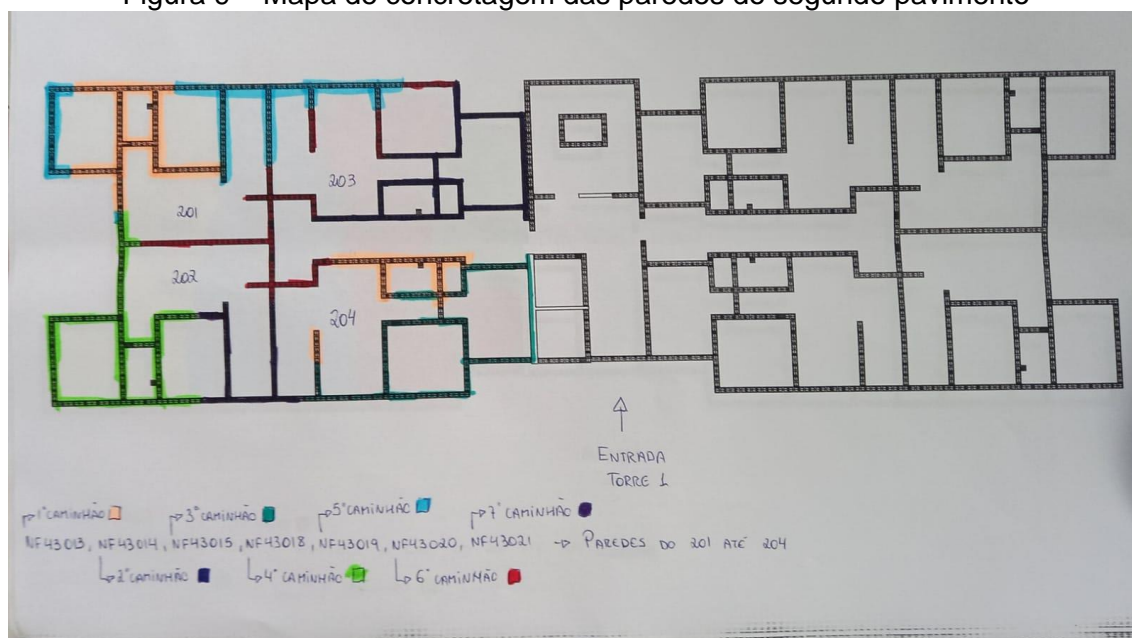 Figura 6 – Mapa de concretagem das paredes do segundo pavimento
203
201
202
204
ENTRADA
TORRE 1
1° CAMINHÃO 3° CAMINHÃO 5° CAMINHÃO 7° CAMINHÃO
NF43013, NF43014, NF43015, NF43018, NF43019, NF43020, NF43021 → PAREDES DO 201 ATÉ 204
2° CAMINHÃO 4° CAMINHÃO 6° CAMINHÃO